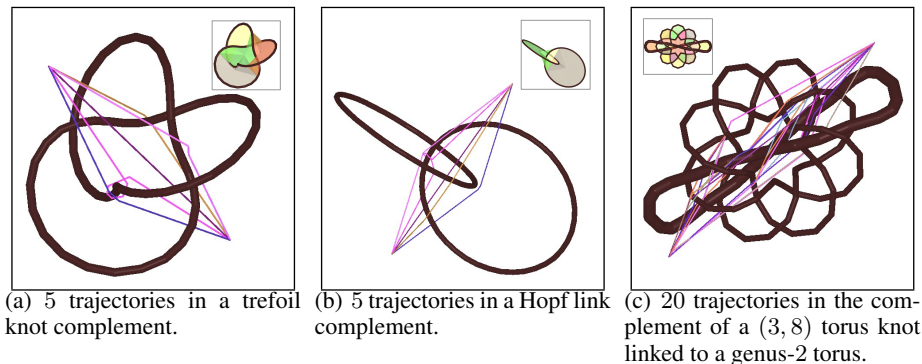 (a) 5 trajectories in a trefoil
knot complement.
(b) 5 trajectories in a Hopf link
complement.
(c) 20 trajectories in the com-
plement of a (3, 8) torus knot
linked to a genus-2 torus.